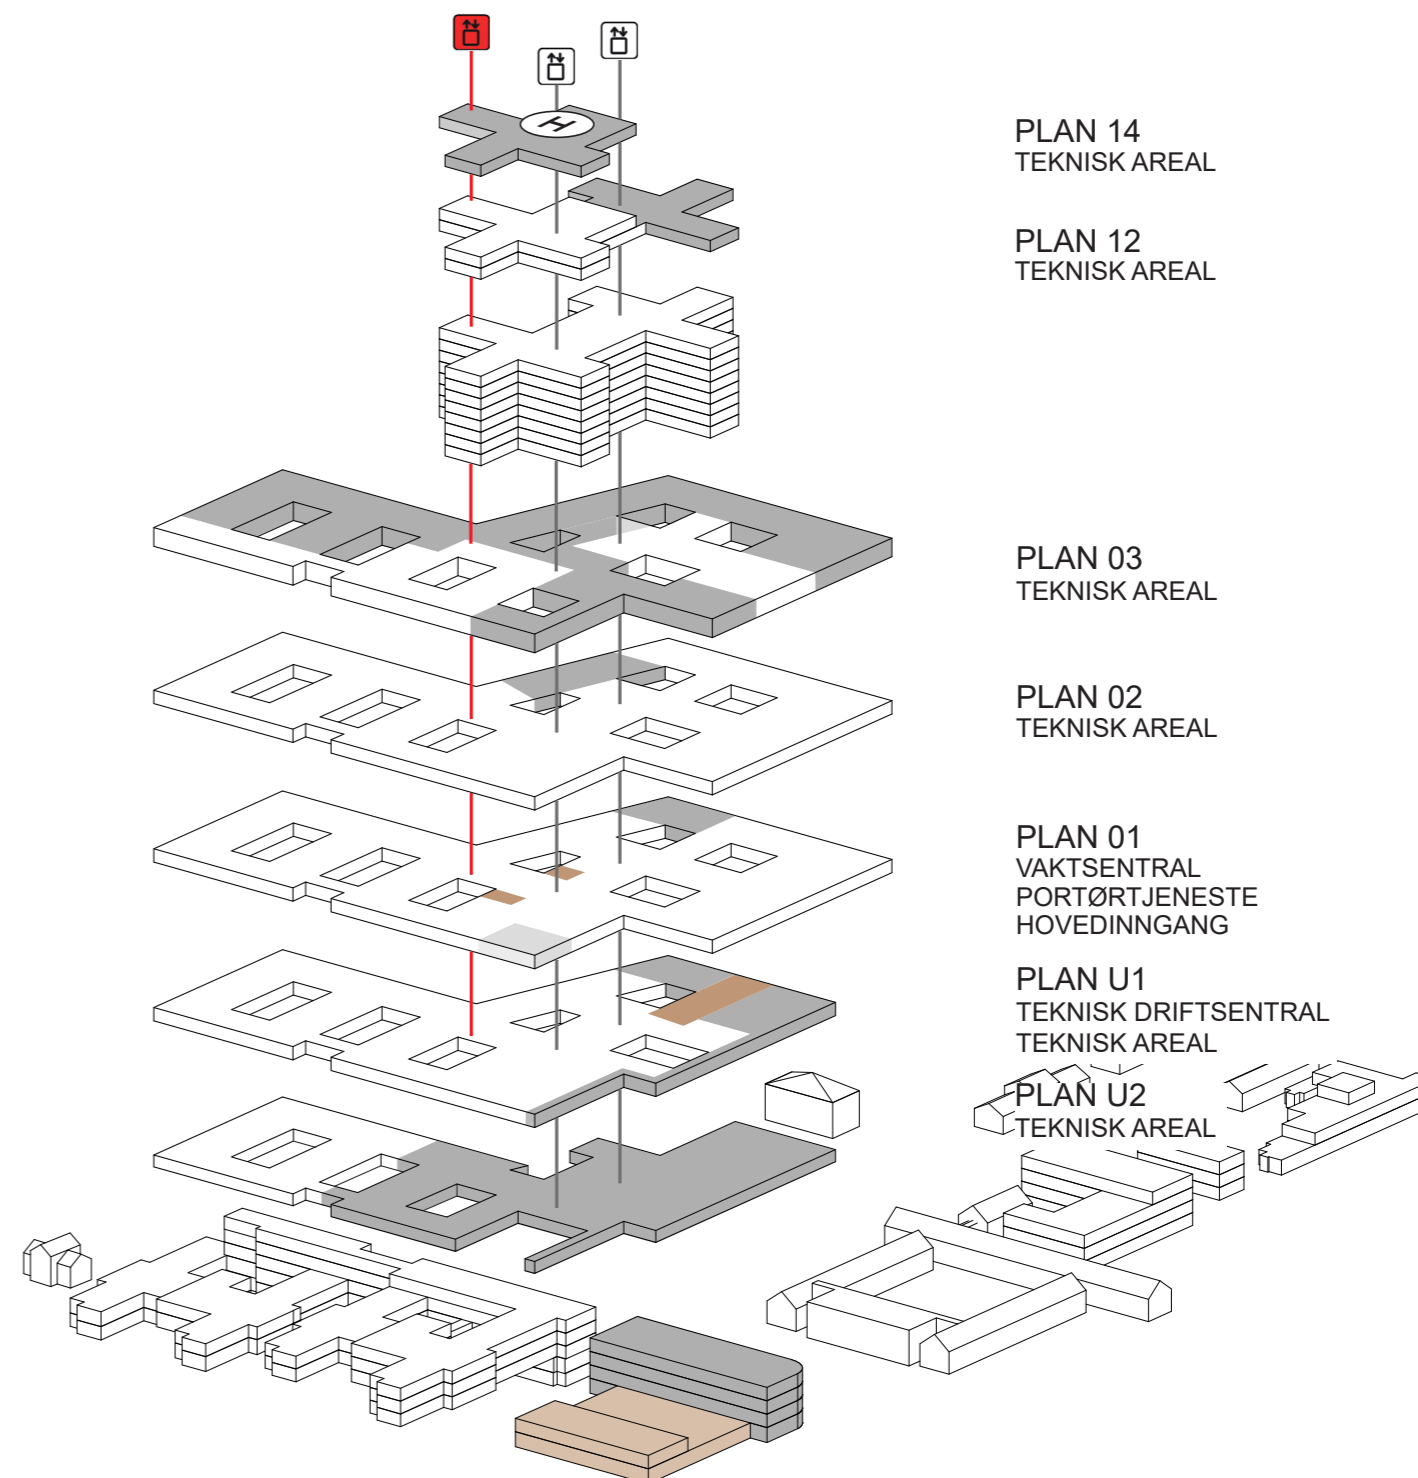 H
PLAN 14
TEKNISK AREAL
PLAN 12
TEKNISK AREAL
PLAN 03
TEKNISK AREAL
PLAN 02
TEKNISK AREAL
PLAN 01
VAKTSENTRAL
PORTØRTJENESTE
HOVEDINNGANG
PLAN U1
TEKNISK DRIFTSENTRAL
TEKNISK AREAL
PLAN U2
TEKNISK AREAL